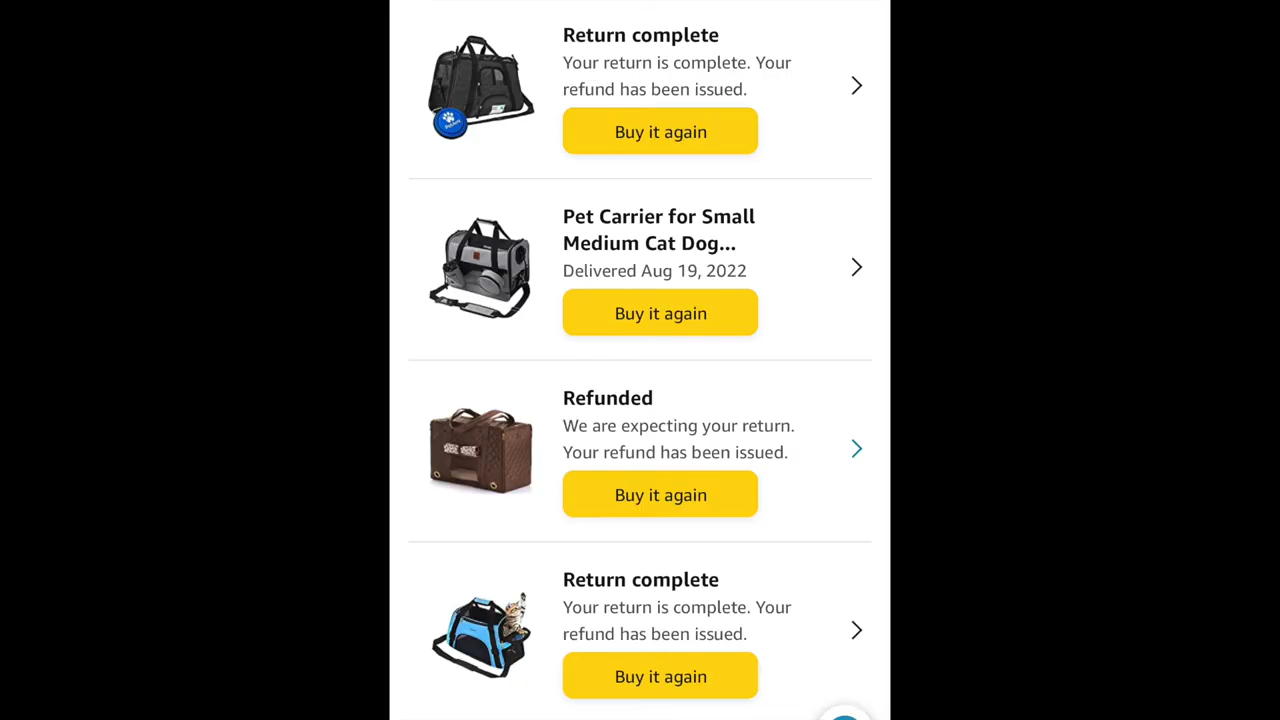 Return complete
Your return is complete. Your
refund has been issued.
Buy it again
Pet Carrier for Small
Medium Cat Dog...
Delivered Aug 19, 2022
Buy it again
Refunded
We are expecting your return.
Your refund has been issued.
Buy it again
Return complete
Your return is complete. Your
refund has been issued.
Buy it again